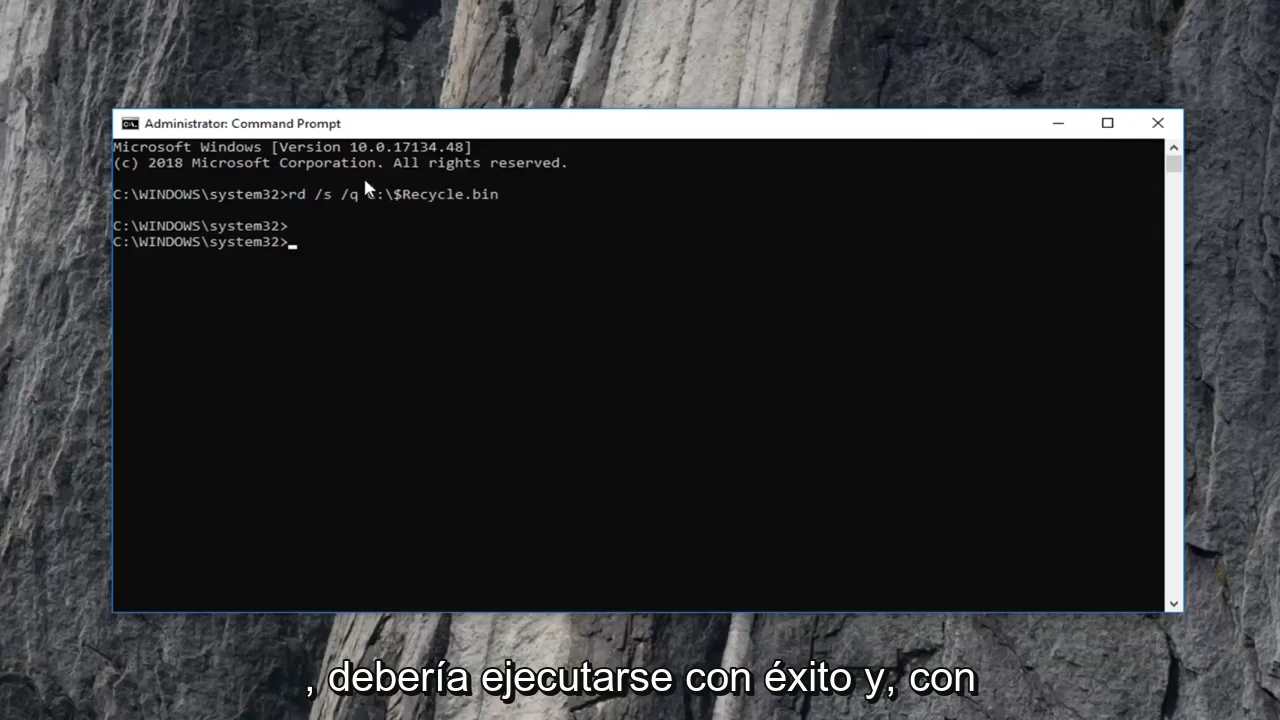 Administrator: Command Prompt
Microsoft Windows [Version 10.0.17134.48]
(c) 2018 Microsoft Corporation. All rights reserved.
C:\WINDOWS\system32>rd /s /q C:\$Recycle.bin
C:\WINDOWS\system32>
C:\WINDOWS\system32>
, debería ejecutarse con éxito y, con